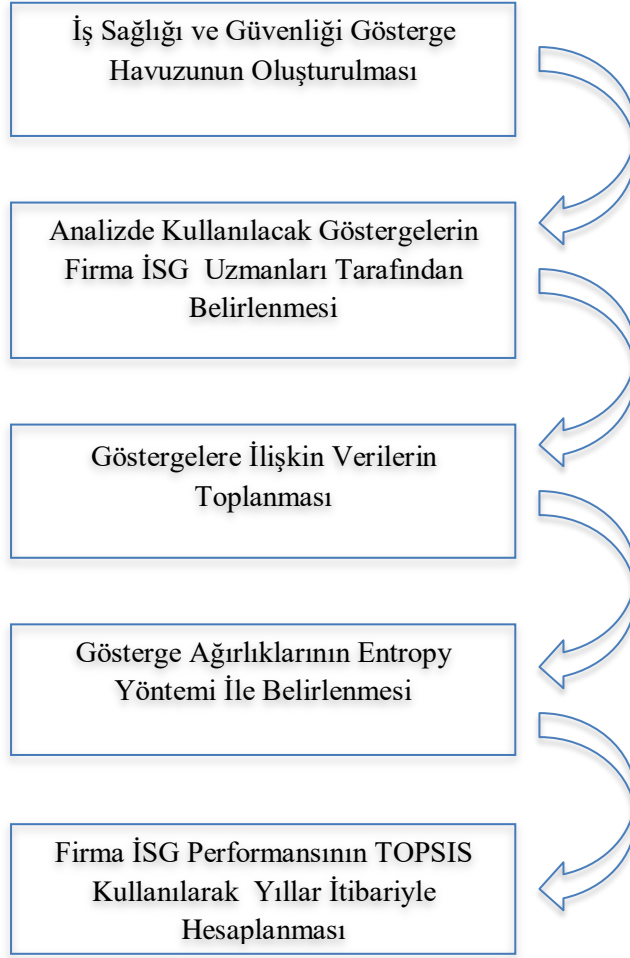 İş Sağlığı ve Güvenliği Gösterge
Havuzunun Oluşturulması
Analizde Kullanılacak Göstergelerin
Firma İSG Uzmanları Tarafından
Belirlenmesi
Göstergelere İlişkin Verilerin
Toplanması
Gösterge Ağırlıklarının Entropy
Yöntemi İle Belirlenmesi
Firma İSG Performansının TOPSIS
Kullanılarak Yıllar İtibariyle
Hesaplanması